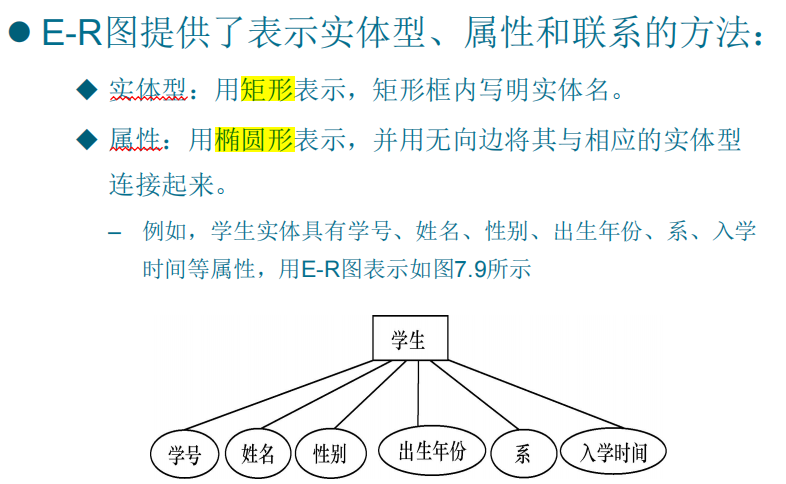 E-R图提供了表示实体型、属性和联系的方法：
实体型：用矩形表示，矩形框内写明实体名。
属性：用椭圆形表示，并用无向边将其与相应的实体型
连接起来。
– 例如，学生实体具有学号、姓名、性别、出生年份、系、入学
时间等属性，用E-R图表示如图7.9所示
学生
学号 姓名 性别 出生年份 系 入学时间